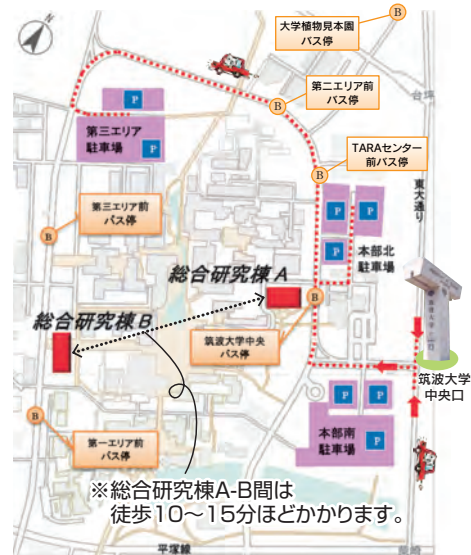 大学植物見本園
バス停
B
第二エリア前
バス停
B
台坪
P
第三エリア
駐車場
P
TARAセンター
前バス停
B
東大通り
P
P
P
本部北
駐車場
第三エリア前
バス停
B
総合研究棟 A
B
総合研究棟 B
筑波大学中央
バス停
筑波大学
中央口
P
P
本部南
駐車場
P
B
第一エリア前
バス停
※総合研究棟A-B間は
徒歩10〜15分ほどかかります。
平塚線